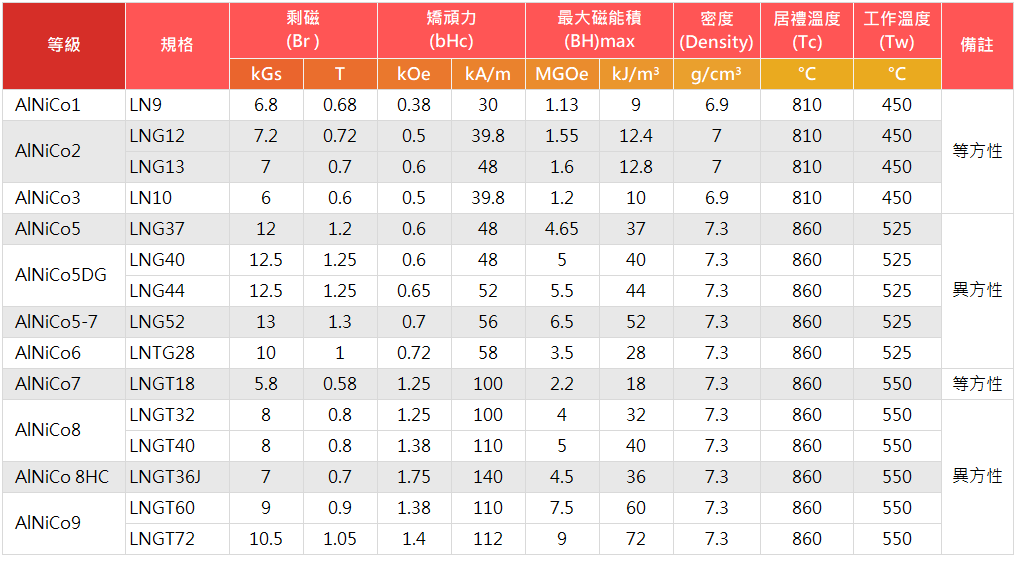 等級 規格 剩磁 (Br ) 矯頑力 (bHc) 最大磁能積 (BH)max 密度 (Density) 居禮溫度 (Tc) 工作溫度 (Tw) 備註
kGs T kOe kA/m MGOe kJ/m³ g/cm³ °C °C
AlNiCo1 LN9 6.8 0.68 0.38 30 1.13 9 6.9 810 450 等方性
AlNiCo2 LNG12 7.2 0.72 0.5 39.8 1.55 12.4 7 810 450
LNG13 7 0.7 0.6 48 1.6 12.8 7 810 450
AlNiCo3 LN10 6 0.6 0.5 39.8 1.2 10 6.9 810 450
AlNiCo5 LNG37 12 1.2 0.6 48 4.65 37 7.3 860 525 異方性
AlNiCo5DG LNG40 12.5 1.25 0.6 48 5 40 7.3 860 525
LNG44 12.5 1.25 0.65 52 5.5 44 7.3 860 525
AlNiCo5-7 LNG52 13 1.3 0.7 56 6.5 52 7.3 860 525
AlNiCo6 LNTG28 10 1 0.72 58 3.5 28 7.3 860 525
AlNiCo7 LNGT18 5.8 0.58 1.25 100 2.2 18 7.3 860 550 等方性
AlNiCo8 LNGT32 8 0.8 1.25 100 4 32 7.3 860 550 異方性
LNGT40 8 0.8 1.38 110 5 40 7.3 860 550
AlNiCo 8HC LNGT36J 7 0.7 1.75 140 4.5 36 7.3 860 550
AlNiCo9 LNGT60 9 0.9 1.38 110 7.5 60 7.3 860 550
LNGT72 10.5 1.05 1.4 112 9 72 7.3 860 550